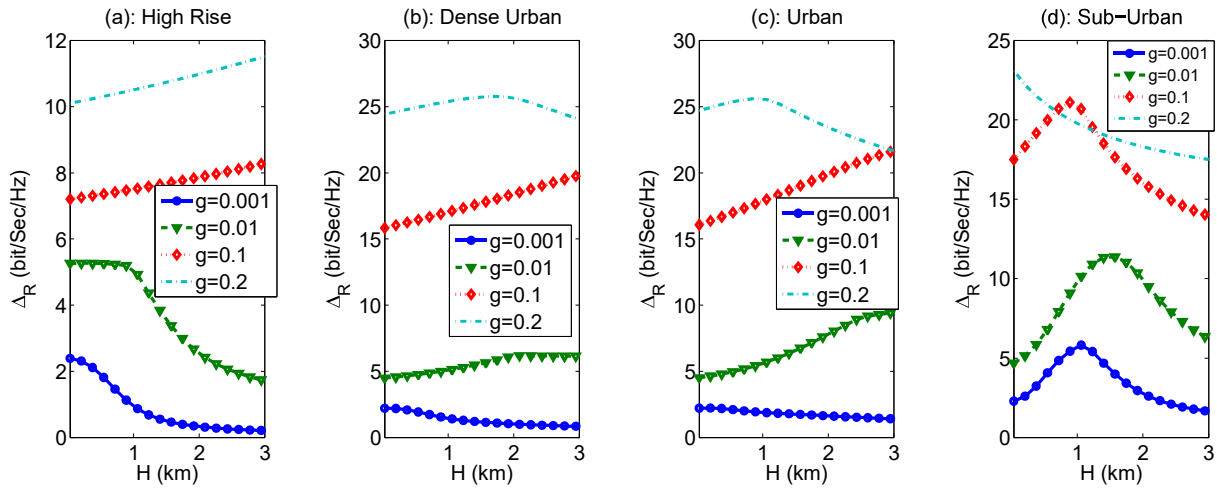 (a): High Rise
12
10
8
6
4
2
0
0
1
2
3
H (km)
Δ_R (bit/Sec/Hz)
g=0.001
g=0.01
g=0.1
g=0.2
(b): Dense Urban
30
25
20
15
10
5
0
0
1
2
3
H (km)
Δ_R (bit/Sec/Hz)
g=0.001
g=0.01
g=0.1
g=0.2
(c): Urban
30
25
20
15
10
5
0
0
1
2
3
H (km)
Δ_R (bit/Sec/Hz)
g=0.001
g=0.01
g=0.1
g=0.2
(d): Sub-Urban
25
20
15
10
5
0
0
1
2
3
H (km)
Δ_R (bit/Sec/Hz)
g=0.001
g=0.01
g=0.1
g=0.2